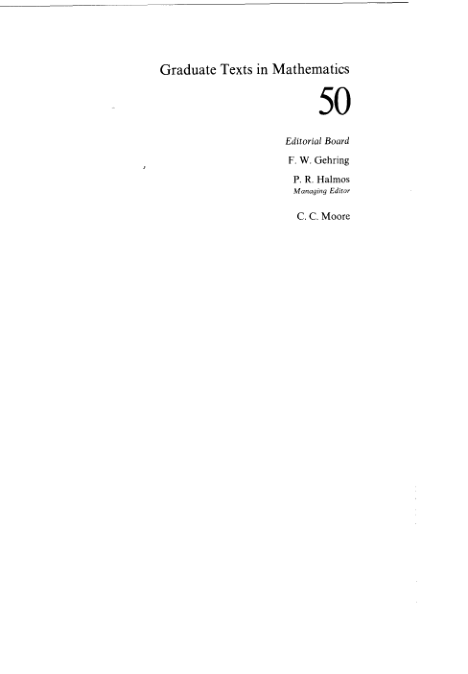 Graduate Texts in Mathematics
50
Editorial Board
F. W. Gehring
P. R. Halmos
Managing Editor
C. C. Moore